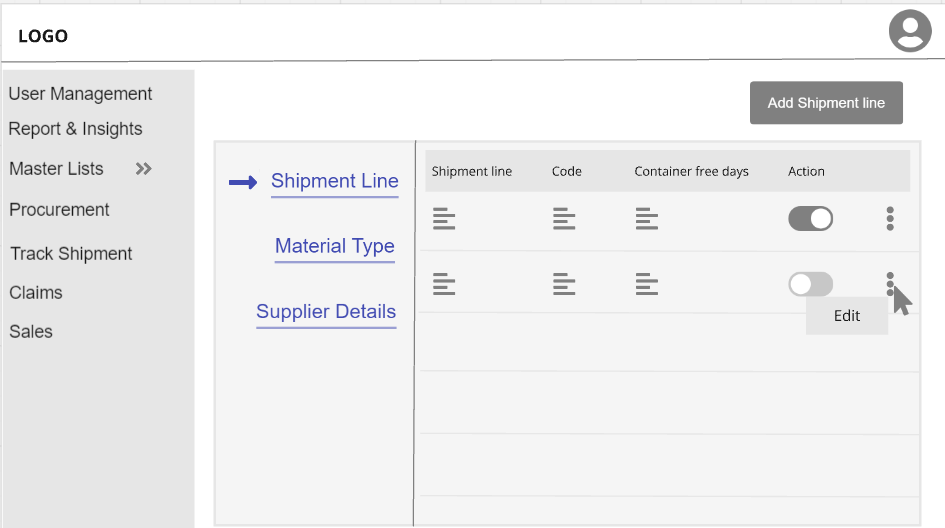 LOGO
User Management
Report & Insights
Master Lists
Procurement
Track Shipment
Claims
Sales
Add Shipment line
Shipment Line
Material Type
Supplier Details
Shipment line Code Container free days Action
Edit